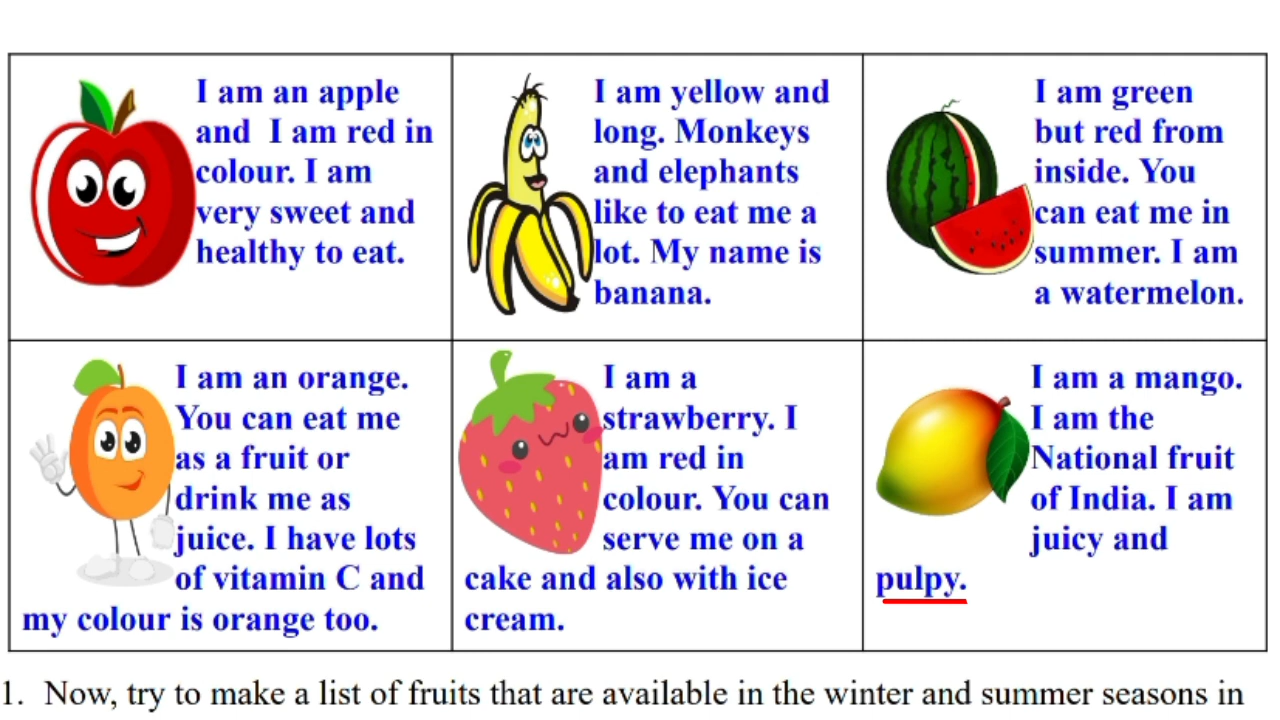 I am an apple
and I am red in
colour. I am
very sweet and
healthy to eat.
I am yellow and
long. Monkeys
and elephants
like to eat me a
lot. My name is
banana.
I am green
but red from
inside. You
can eat me in
summer. I am
a watermelon.
I am an orange.
You can eat me
as a fruit or
drink me as
juice. I have lots
of vitamin C and
my colour is orange too.
I am a
strawberry. I
am red in
colour. You can
serve me on a
cake and also with ice
cream.
I am a mango.
I am the
National fruit
of India. I am
juicy and
pulpy.
1. Now, try to make a list of fruits that are available in the winter and summer seasons in